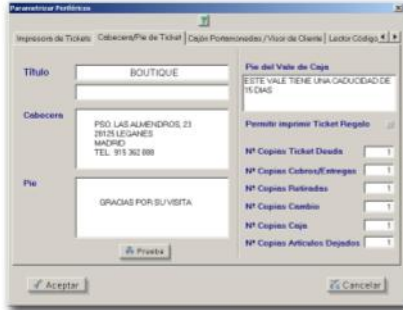 Parametrizar Periféricos
Impresora de Tickets
Cabecera/Pie de Ticket
Cajón Portamonedas / Visor de Cliente
Lector Código
Título
BOUTIQUE
Cabecera
PSO. LAS ALMENDROS, 23
28125 LEGANES
MADRID
TEL. 915 362 888
Pie
GRACIAS POR SU VISITA
Prueba
Pie del Vale de Caja
ESTE VALE TIENE UNA CADUCIDAD DE
15 DIAS
Permite imprimir Ticket Regalo
Nº Copias Ticket Deuda 1
Nº Copias Cobros/Entregas 1
Nº Copias Retiradas 1
Nº Copias Cambio 1
Nº Copias Caja 1
Nº Copias Artículos Dejados 1
Aceptar
Cancelar